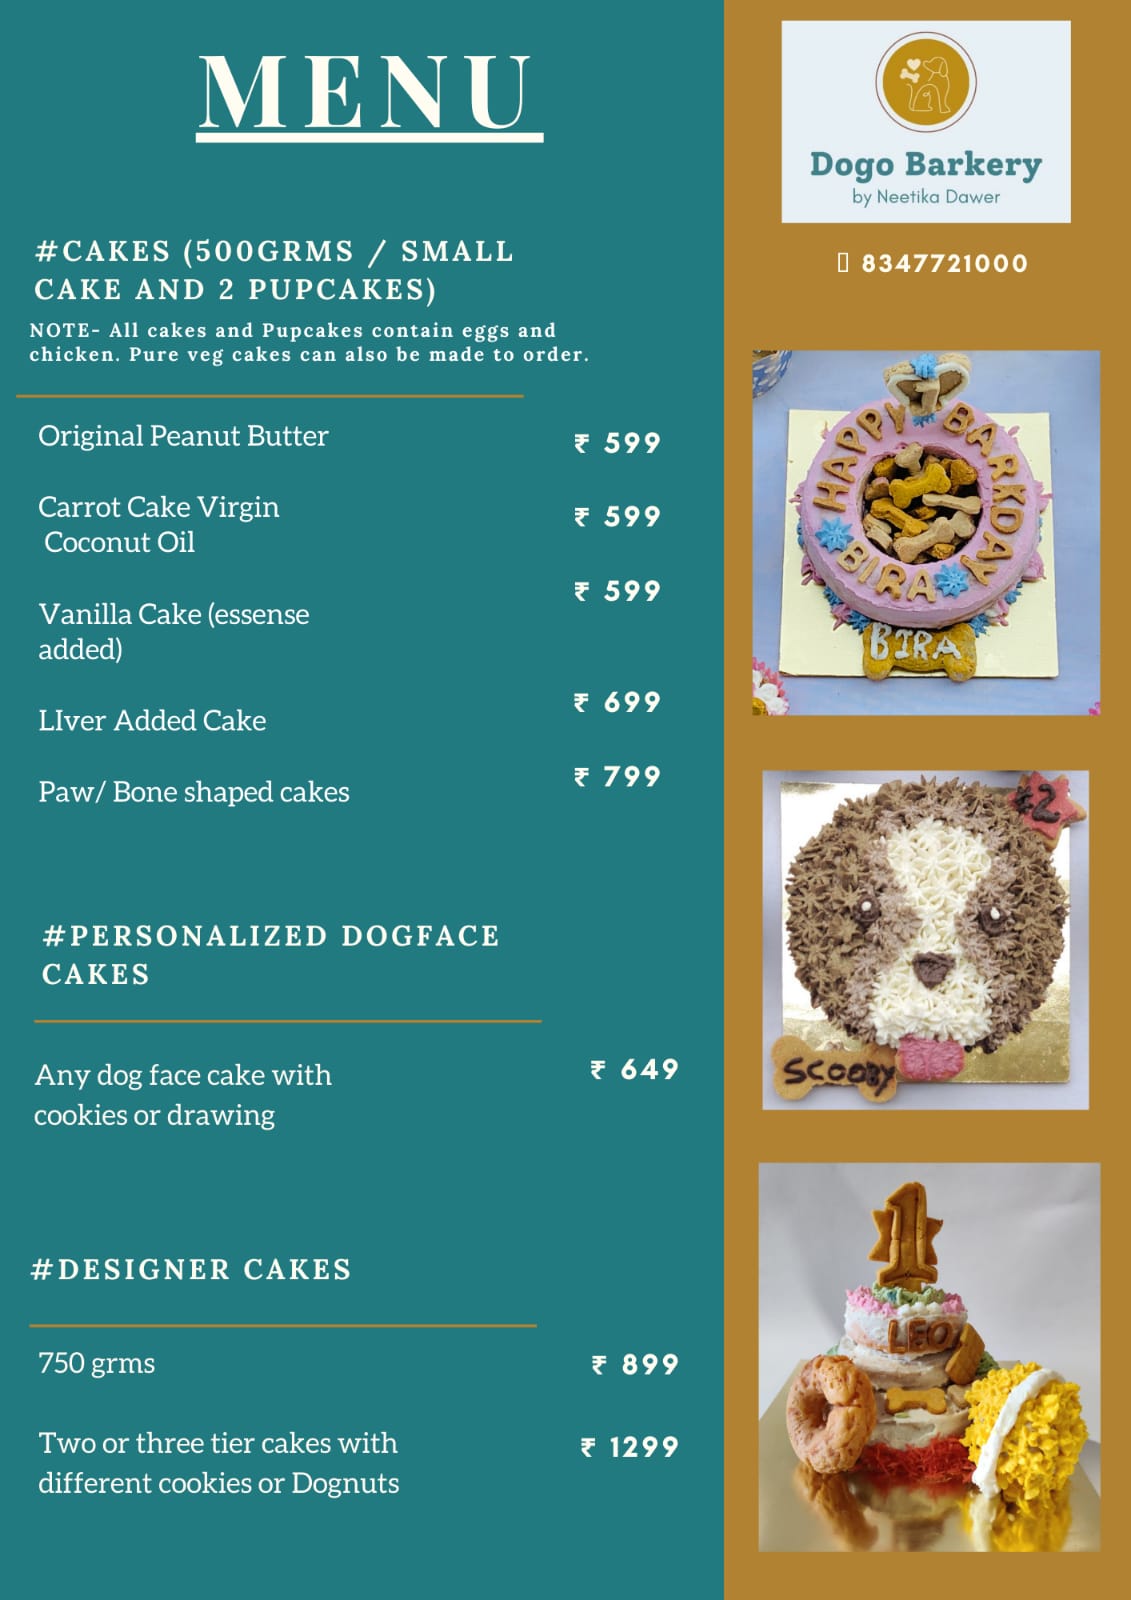 MENU
#CAKES (500GRMS / SMALL
CAKE AND 2 PUPCAKES)
NOTE- All cakes and Pupcakes contain eggs and
chicken. Pure veg cakes can also be made to order.
Original Peanut Butter
₹ 599
Carrot Cake Virgin
Coconut Oil
₹ 599
Vanilla Cake (essense
added)
₹ 599
LIver Added Cake
₹ 699
Paw/ Bone shaped cakes
₹ 799
#PERSONALIZED DOGFACE
CAKES
Any dog face cake with
cookies or drawing
₹ 649
#DESIGNER CAKES
750 grms
₹ 899
Two or three tier cakes with
different cookies or Dognuts
₹ 1299
Dogo Barkery
by Neetika Dawer
8347721000
1
HAPPY BARKDAY
BIRA
BIRA
#2
SCOOBY
1
LEO